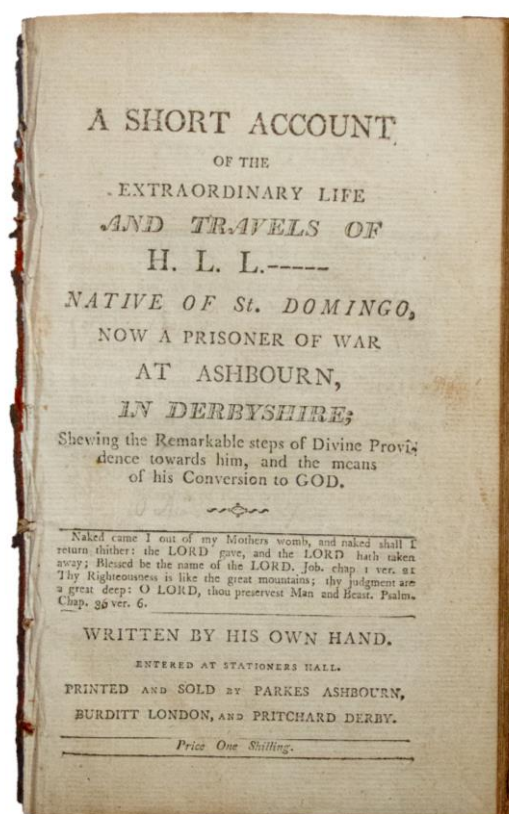 A SHORT ACCOUNT
OF THE
EXTRAORDINARY LIFE
AND TRAVELS OF
H. L. L.-----
NATIVE OF St. DOMINGO,
NOW A PRISONER OF WAR
AT ASHBOURN,
IN DERBYSHIRE;
Shewing the Remarkable steps of Divine Provi-
dence towards him, and the means
of his Conversion to GOD.
Naked came I out of my Mothers womb, and naked shall I
return thither: the LORD gave, and the LORD hath taken
away; Blessed be the name of the LORD. Job. chap. 1 ver. 21
Thy Righteousness is like the great mountains; thy judgment are
a great deep: O LORD, thou preservest Man and Beast. Psalm.
Chap. 36 ver. 6.
WRITTEN BY HIS OWN HAND.
ENTERED AT STATIONERS HALL.
PRINTED AND SOLD BY PARKES ASHBOURN,
BURDITT LONDON, AND PRITCHARD DERBY.
Price One Shilling.